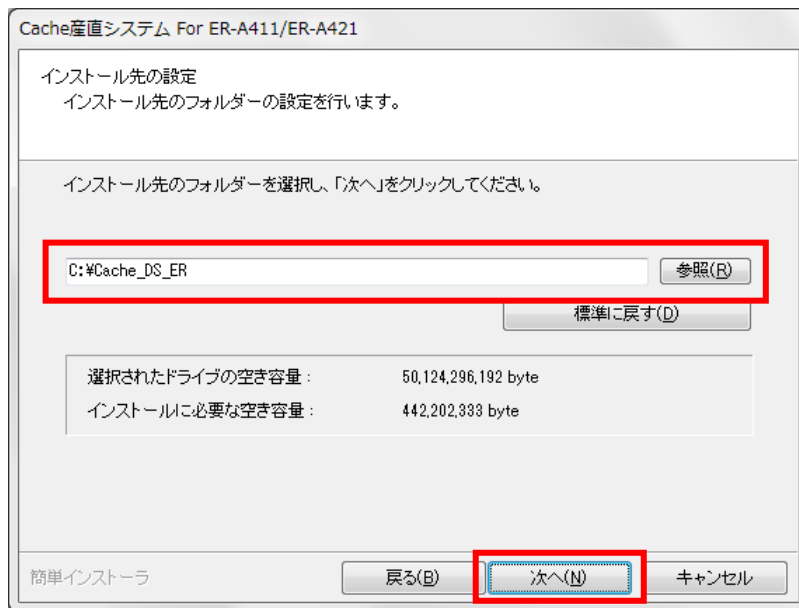 Cache産直システム For ER-A411/ER-A421
インストール先の設定
インストール先のフォルダーの設定を行います。
インストール先のフォルダーを選択し、「次へ」をクリックしてください。
C:¥Cache_DS_ER 参照(R)
標準に戻す(D)
選択されたドライブの空き容量： 50,124,296,192 byte
インストールに必要な空き容量： 442,202,333 byte
簡単インストーラ 戻る(B) 次へ(N) キャンセル